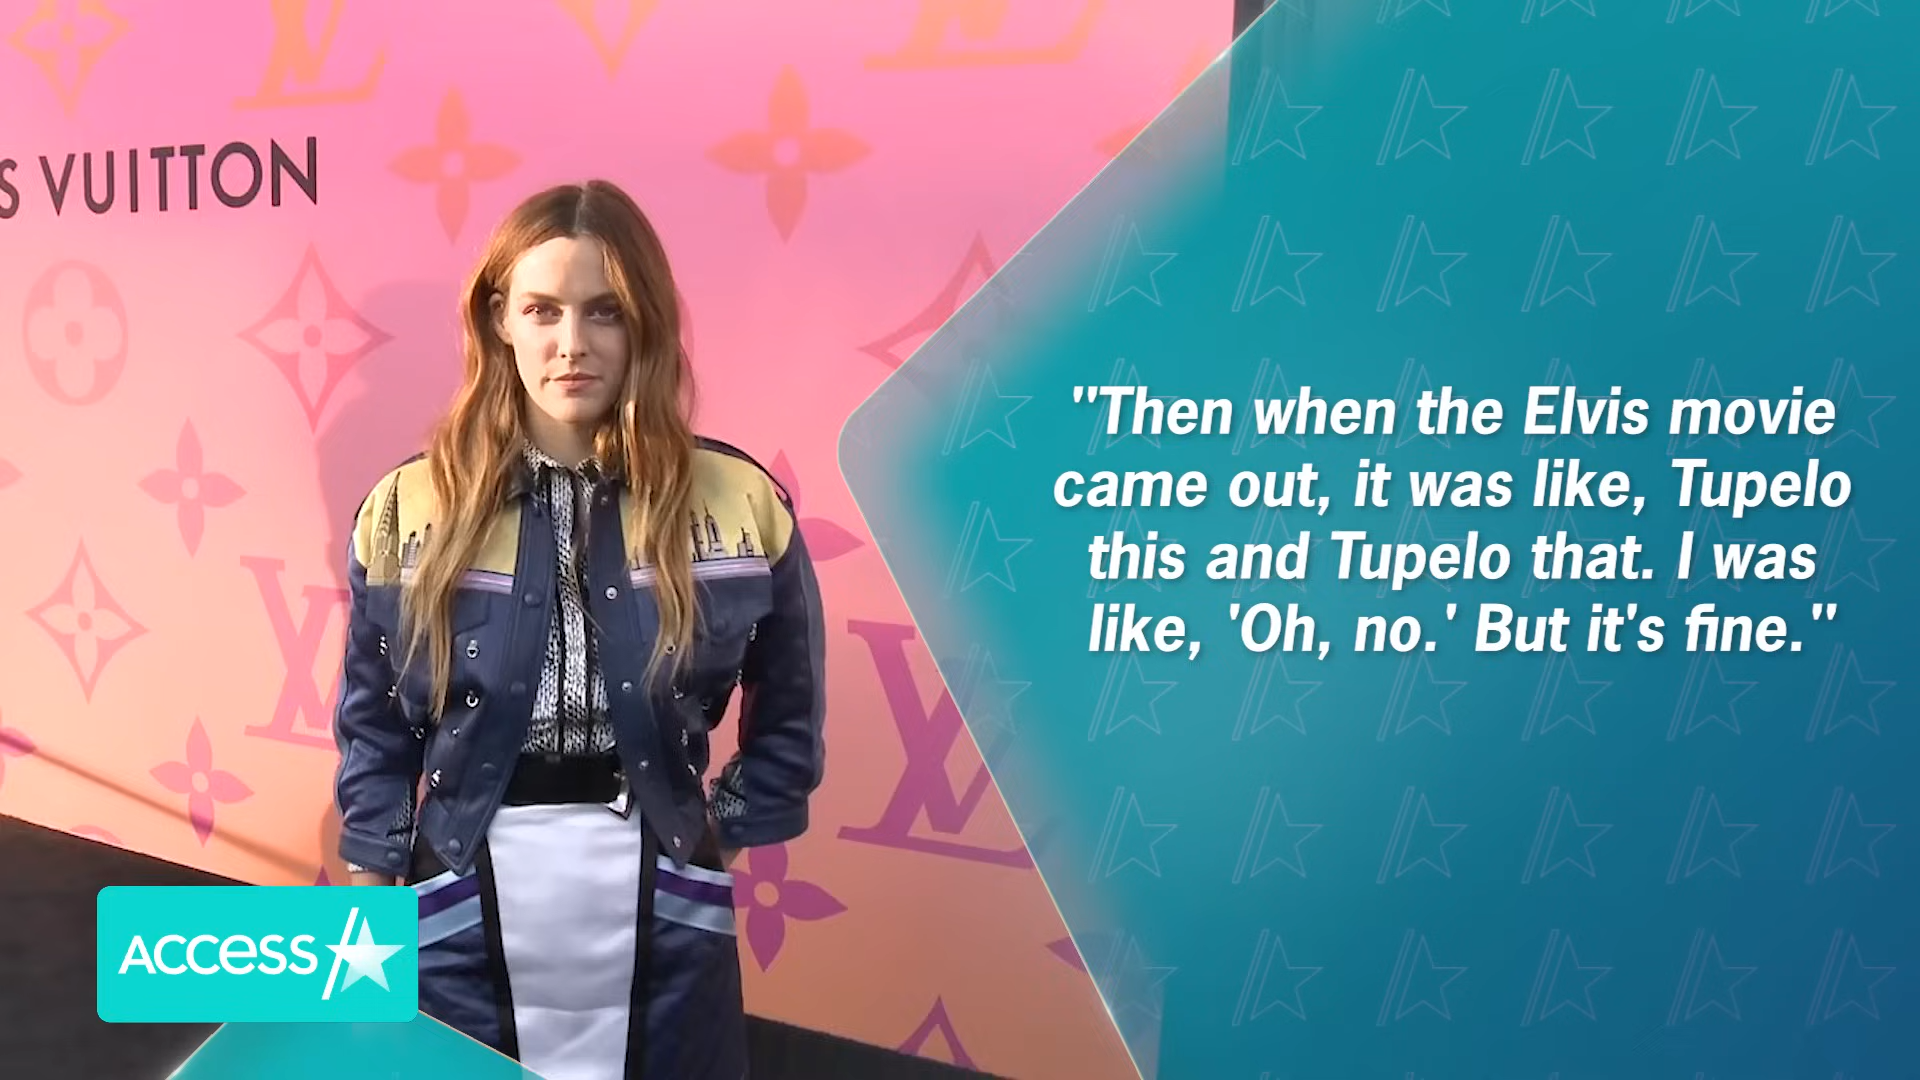 S VUITTON
"Then when the Elvis movie
came out, it was like, Tupelo
this and Tupelo that. I was
like, 'Oh, no.' But it's fine."
ACCESS